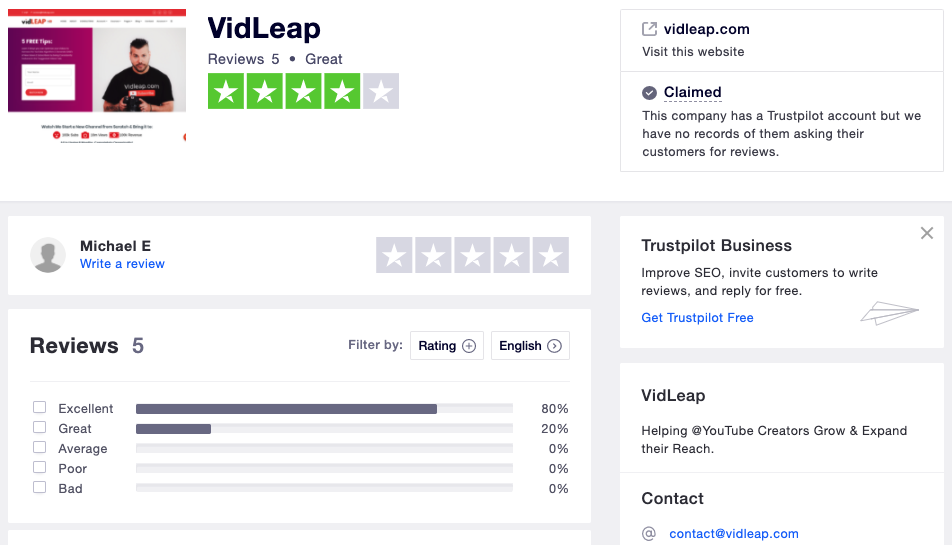 vidLEAP
5 FREE Tips:
Vidleap.com
Watch Me Start a New Channel from Scratch & Bring It to:
VidLeap
Reviews 5 • Great
vidleap.com
Visit this website
Claimed
This company has a Trustpilot account but we
have no records of them asking their
customers for reviews.
Michael E
Write a review
Trustpilot Business
Improve SEO, invite customers to write
reviews, and reply for free.
Get Trustpilot Free
Reviews 5
Filter by: Rating English
Excellent 80%
Great 20%
Average 0%
Poor 0%
Bad 0%
VidLeap
Helping @YouTube Creators Grow & Expand
their Reach.
Contact
@ contact@vidleap.com